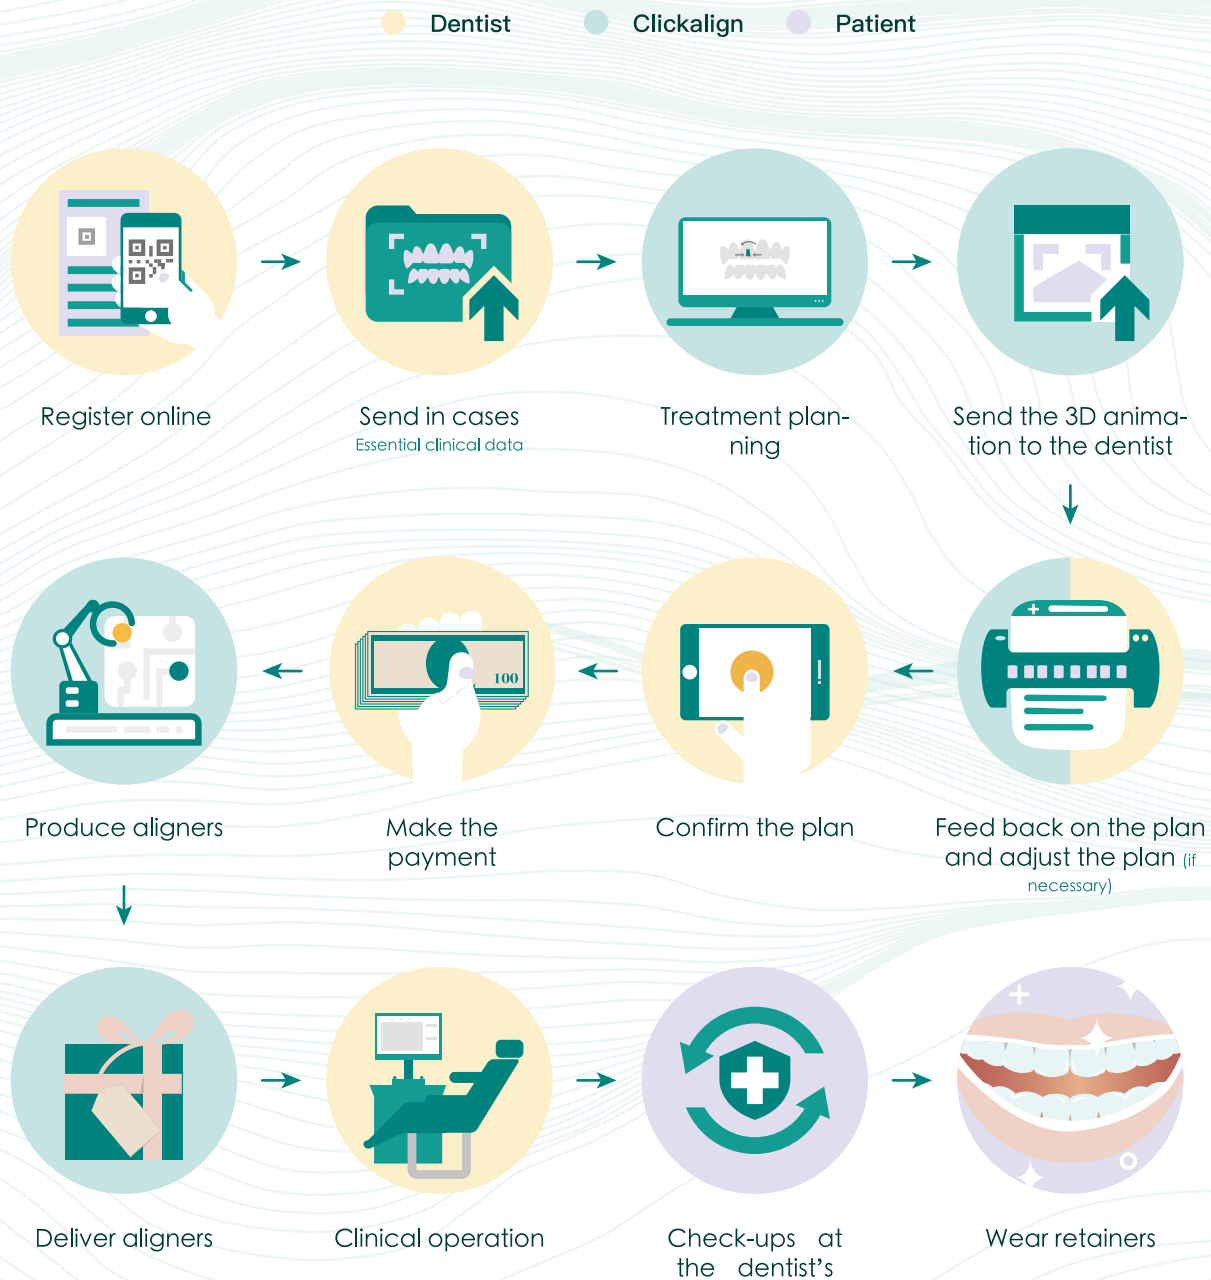 Dentist Clickalign Patient
Register online
Send in cases
Essential clinical data
Treatment plan-
ning
Send the 3D anima-
tion to the dentist
Produce aligners
100
Make the
payment
Confirm the plan
Feed back on the plan
and adjust the plan (if
necessary)
Deliver aligners
Clinical operation
Check-ups at
the dentist's
Wear retainers